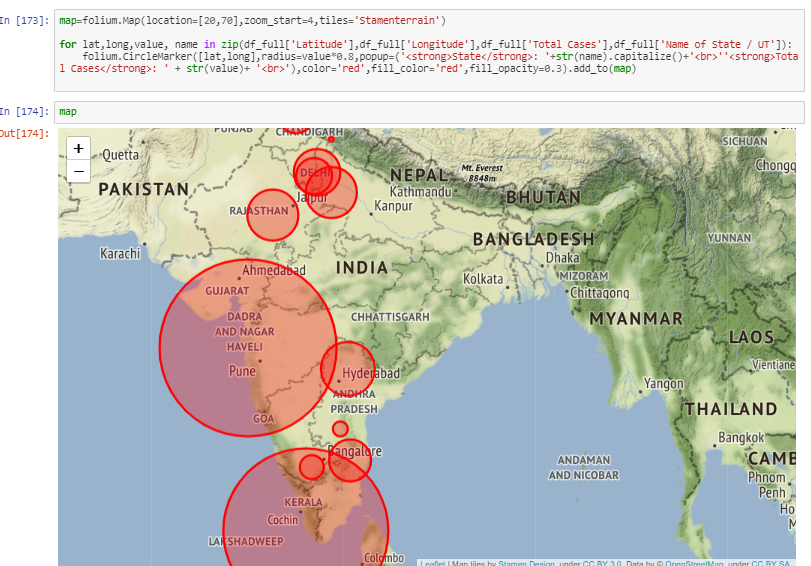 In [173]:
map=folium.Map(location=[20,70],zoom_start=4,tiles='Stamenterrain')
for lat,long,value, name in zip(df_full['Latitude'],df_full['Longitude'],df_full['Total Cases'],df_full['Name of State / UT']):
folium.CircleMarker([lat,long],radius=value*0.8,popup=('<strong>State</strong>: '+str(name).capitalize()+'<br>''<strong>Tota
l Cases</strong>: ' + str(value)+ '<br>'),color='red',fill_color='red',fill_opacity=0.3).add_to(map)
In [174]:
map
Out[174]:
+
−
PUNJAB
CHANDIGARH
SICHUAN
Quetta
Chongq
DELHI
NEPAL
Mt. Everest
8848m
PAKISTAN
Kathmandu
BHUTAN
Jaipur
RAJASTHAN
Kanpur
YUNNAN
BANGLADESH
Karachi
Dhaka
INDIA
Ahmedabad
Kolkata
MIZORAM
GUJARAT
Chittagong
DADRA
AND NAGAR
HAVELI
CHHATTISGARH
MYANMAR
LAOS
Pune
Hyderabad
Vientiane
Yangon
ANDHRA
PRADESH
THAILAND
GOA
Bangkok
Bangalore
ANDAMAN
AND NICOBAR
CAMB
Phnom
Penh
KERALA
Ho
M
Cochin
LAKSHADWEEP
Colombo
Leaflet | Map tiles by Stamen Design, under CC BY 3.0. Data by © OpenStreetMap, under CC BY SA.